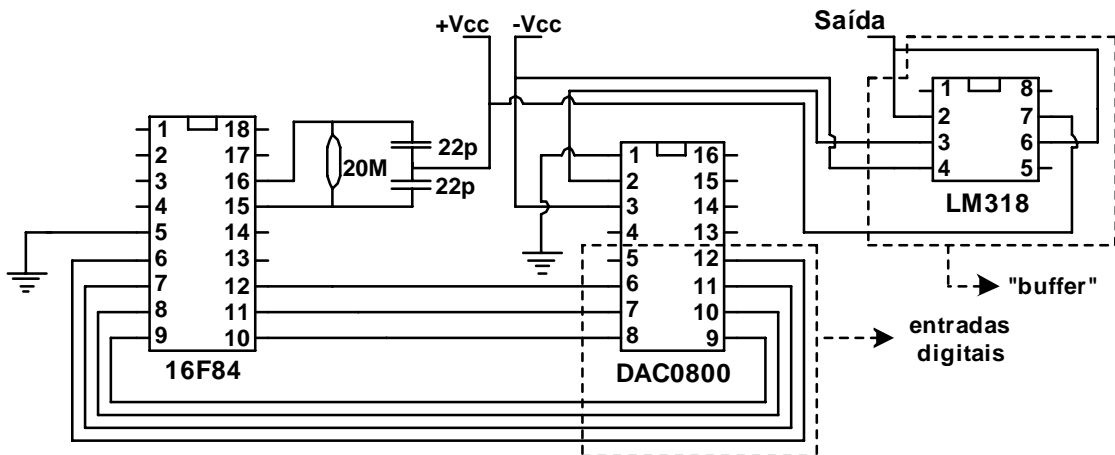 +Vcc -Vcc
Saída
1 18
2 17
3 16
4 15
5 14
6 13
7 12
8 11
9 10
16F84
20M
22p
22p
1 16
2 15
3 14
4 13
5 12
6 11
7 10
8 9
DAC0800
1 8
2 7
3 6
4 5
LM318
"buffer"
entradas
digitais